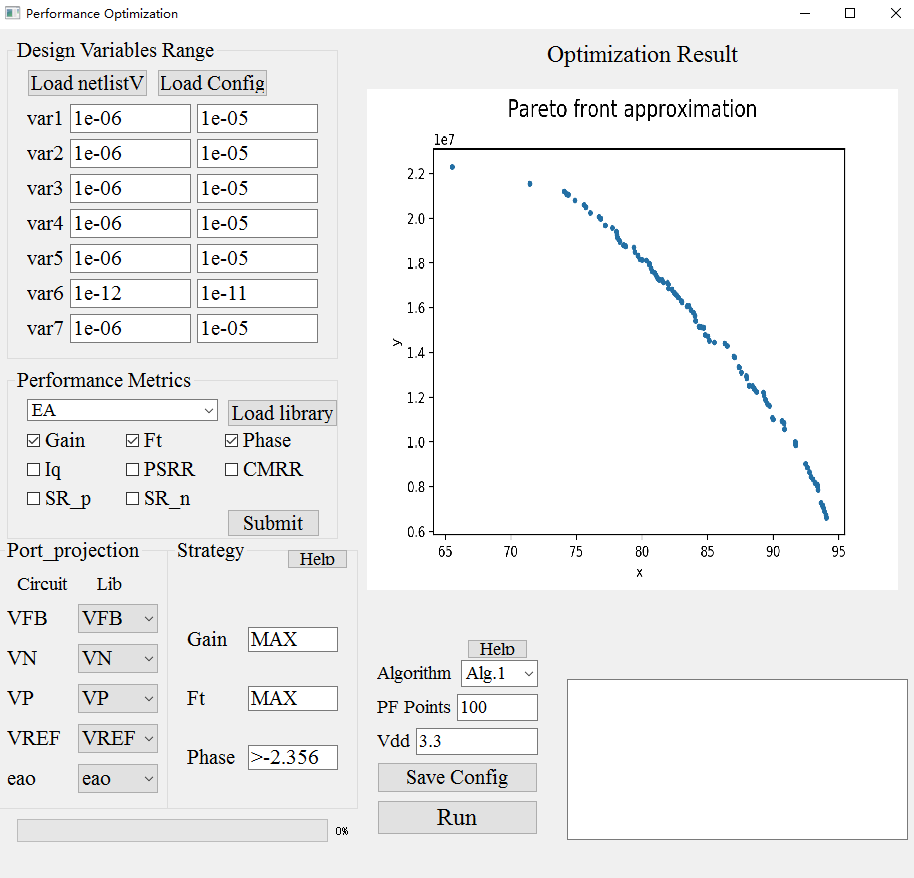 Performance Optimization
Design Variables Range
Load netlistV Load Config
var1 1e-06 1e-05
var2 1e-06 1e-05
var3 1e-06 1e-05
var4 1e-06 1e-05
var5 1e-06 1e-05
var6 1e-12 1e-11
var7 1e-06 1e-05
Performance Metrics
EA Load library
Gain Ft Phase
Iq PSRR CMRR
SR_p SR_n
Submit
Port_projection
Circuit Lib
VFB VFB
VN VN
VP VP
VREF VREF
eao eao
Strategy Help
Gain MAX
Ft MAX
Phase >-2.356
0%
Optimization Result
Pareto front approximation
1e7
2.2
2.0
1.8
1.6
1.4
1.2
1.0
0.8
0.6
y
65 70 75 80 85 90 95
x
Help
Algorithm Alg.1
PF Points 100
Vdd 3.3
Save Config
Run